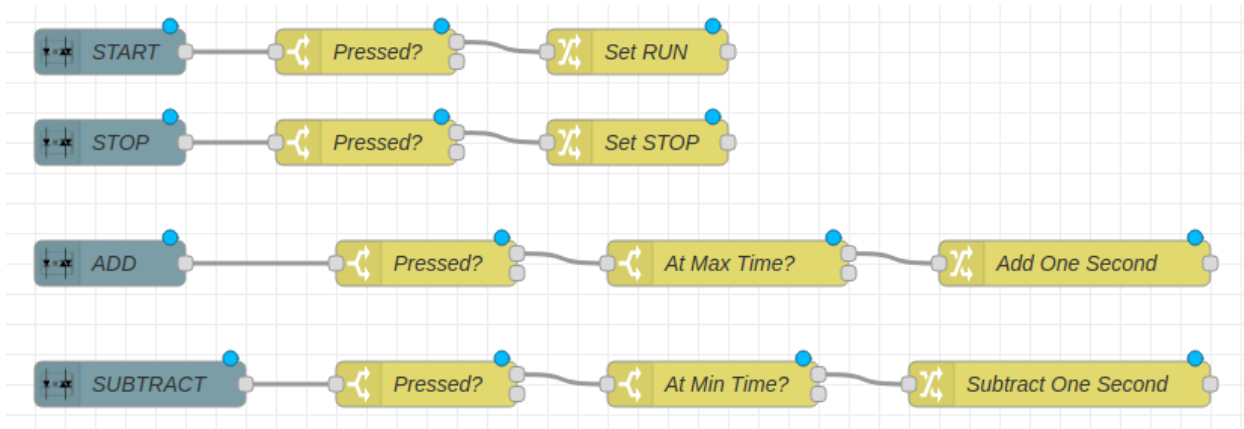 START Pressed? Set RUN
STOP Pressed? Set STOP
ADD Pressed? At Max Time? Add One Second
SUBTRACT Pressed? At Min Time? Subtract One Second